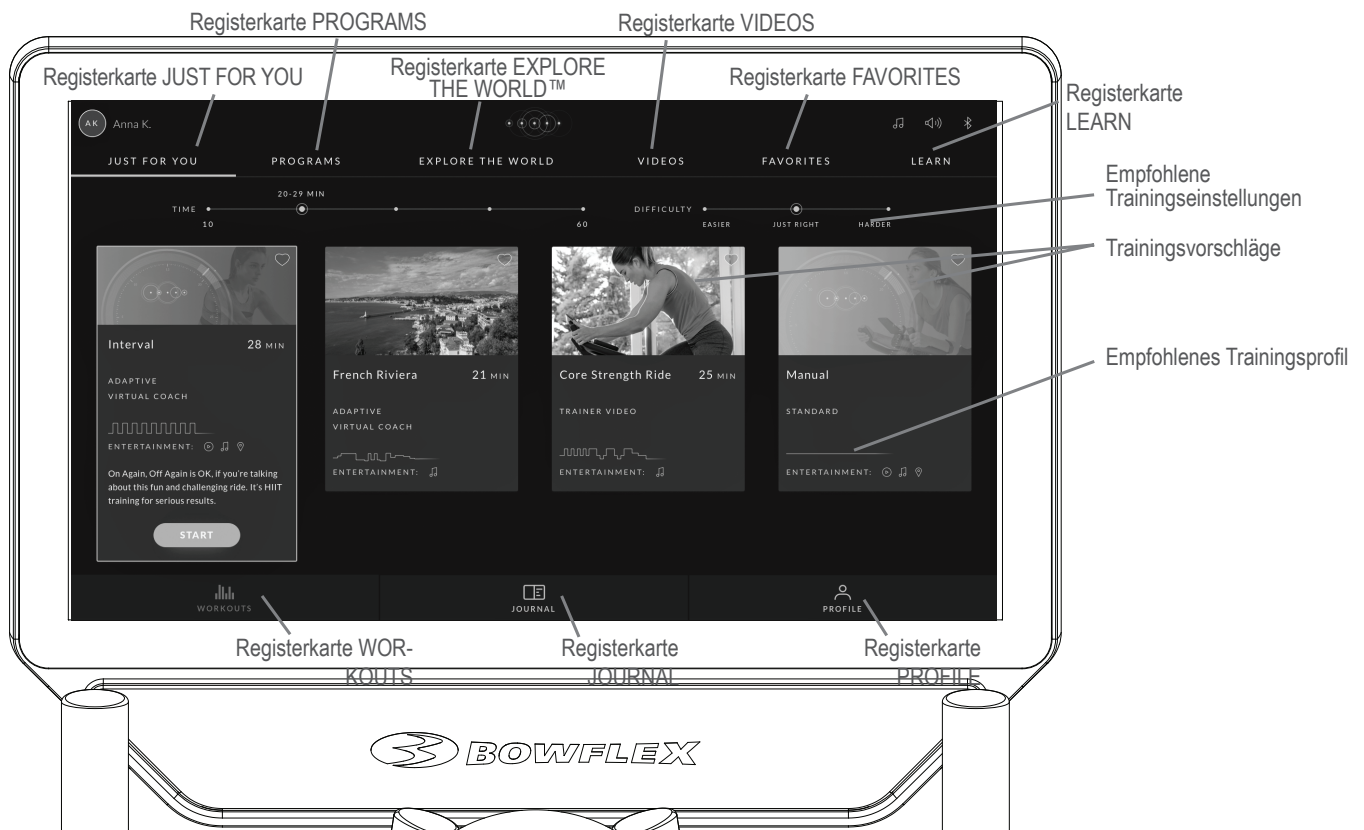 Registerkarte PROGRAMS
Registerkarte VIDEOS
Registerkarte JUST FOR YOU
Registerkarte EXPLORE
THE WORLD™
Registerkarte FAVORITES
Registerkarte
LEARN
AK
Anna K.
JUST FOR YOU
PROGRAMS
EXPLORE THE WORLD
VIDEOS
FAVORITES
LEARN
20-29 MIN
TIME
10
60
DIFFICULTY
EASIER
JUST RIGHT
HARDER
Empfohlene
Trainingseinstellungen
Trainingsvorschläge
Empfohlenes Trainingsprofil
Interval 28 MIN
ADAPTIVE
VIRTUAL COACH
ENTERTAINMENT:
On Again, Off Again is OK, if you're talking
about this fun and challenging ride. It's HIIT
training for serious results.
START
French Riviera 21 MIN
ADAPTIVE
VIRTUAL COACH
ENTERTAINMENT:
Core Strength Ride 25 MIN
TRAINER VIDEO
ENTERTAINMENT:
Manual
STANDARD
ENTERTAINMENT:
WORKOUTS
JOURNAL
PROFILE
Registerkarte WOR-
KOUTS
Registerkarte
JOURNAL
Registerkarte
PROFILE
BOWFLEX